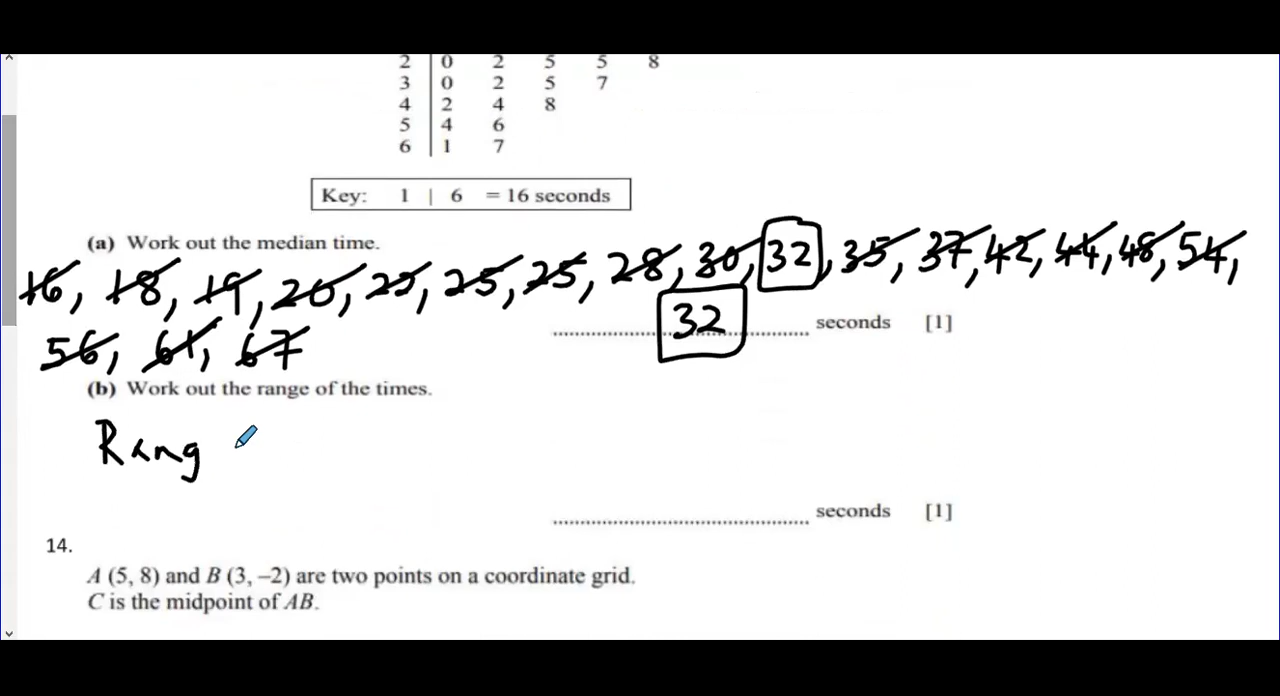 2 | 0 2 5 5 8
3 | 0 2 5 7
4 | 2 4 8
5 | 4 6
6 | 1 7
Key: 1 | 6 = 16 seconds
(a) Work out the median time.
16, 18, 19, 20, 25, 25, 28, 30, 32, 35, 37, 42, 44, 48, 54,
32
seconds [1]
56, 61, 67
(b) Work out the range of the times.
Rang
seconds [1]
14.
A (5, 8) and B (3, –2) are two points on a coordinate grid.
C is the midpoint of AB.